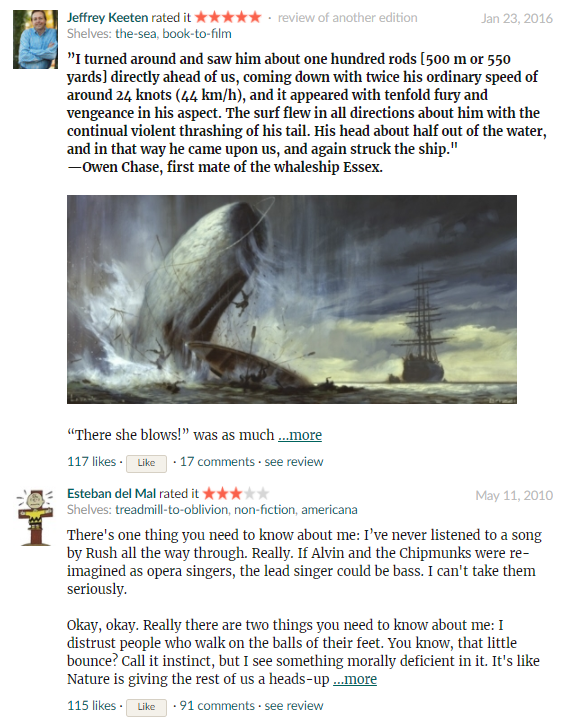 Jeffrey Keeten rated it ★★★★★ · review of another edition Jan 23, 2016
Shelves: the-sea, book-to-film
”I turned around and saw him about one hundred rods [500 m or 550
yards] directly ahead of us, coming down with twice his ordinary speed of
around 24 knots (44 km/h), and it appeared with tenfold fury and
vengeance in his aspect. The surf flew in all directions about him with the
continual violent thrashing of his tail. His head about half out of the water,
and in that way he came upon us, and again struck the ship."
—Owen Chase, first mate of the whaleship Essex.
“There she blows!” was as much ...more
117 likes · Like · 17 comments · see review
Esteban del Mal rated it ★★★☆☆ May 11, 2010
Shelves: treadmill-to-oblivion, non-fiction, americana
There's one thing you need to know about me: I’ve never listened to a song
by Rush all the way through. Really. If Alvin and the Chipmunks were re-
imagined as opera singers, the lead singer could be bass. I can't take them
seriously.
Okay, okay. Really there are two things you need to know about me: I
distrust people who walk on the balls of their feet. You know, that little
bounce? Call it instinct, but I see something morally deficient in it. It's like
Nature is giving the rest of us a heads-up ...more
115 likes · Like · 91 comments · see review